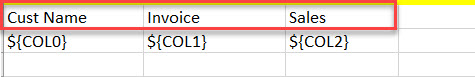 Cust Name Invoice Sales
${COL0} ${COL1} ${COL2}